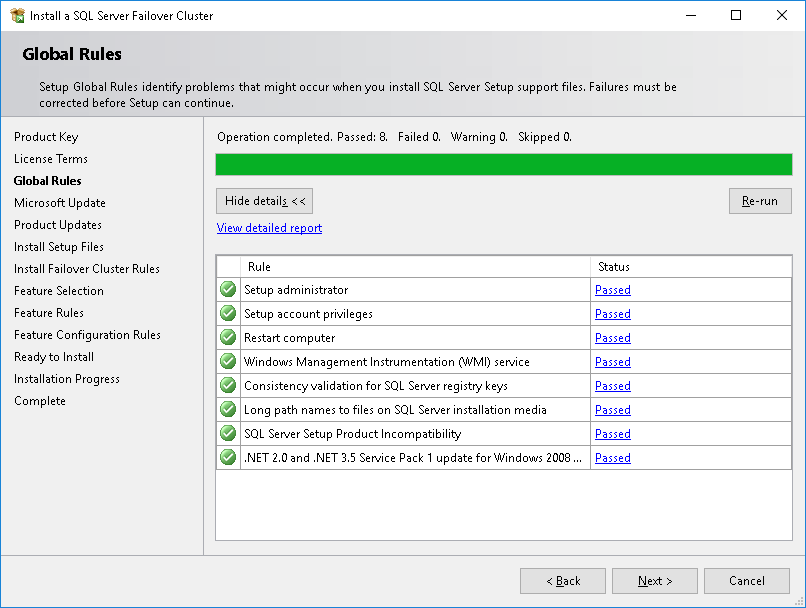 Install a SQL Server Failover Cluster
Global Rules
Setup Global Rules identify problems that might occur when you install SQL Server Setup support files. Failures must be
corrected before Setup can continue.
Product Key
License Terms
Global Rules
Microsoft Update
Product Updates
Install Setup Files
Install Failover Cluster Rules
Feature Selection
Feature Rules
Feature Configuration Rules
Ready to Install
Installation Progress
Complete
Operation completed. Passed: 8. Failed 0. Warning 0. Skipped 0.
Hide details <<
Re-run
View detailed report
Rule Status
Setup administrator Passed
Setup account privileges Passed
Restart computer Passed
Windows Management Instrumentation (WMI) service Passed
Consistency validation for SQL Server registry keys Passed
Long path names to files on SQL Server installation media Passed
SQL Server Setup Product Incompatibility Passed
.NET 2.0 and .NET 3.5 Service Pack 1 update for Windows 2008 ... Passed
< Back Next > Cancel